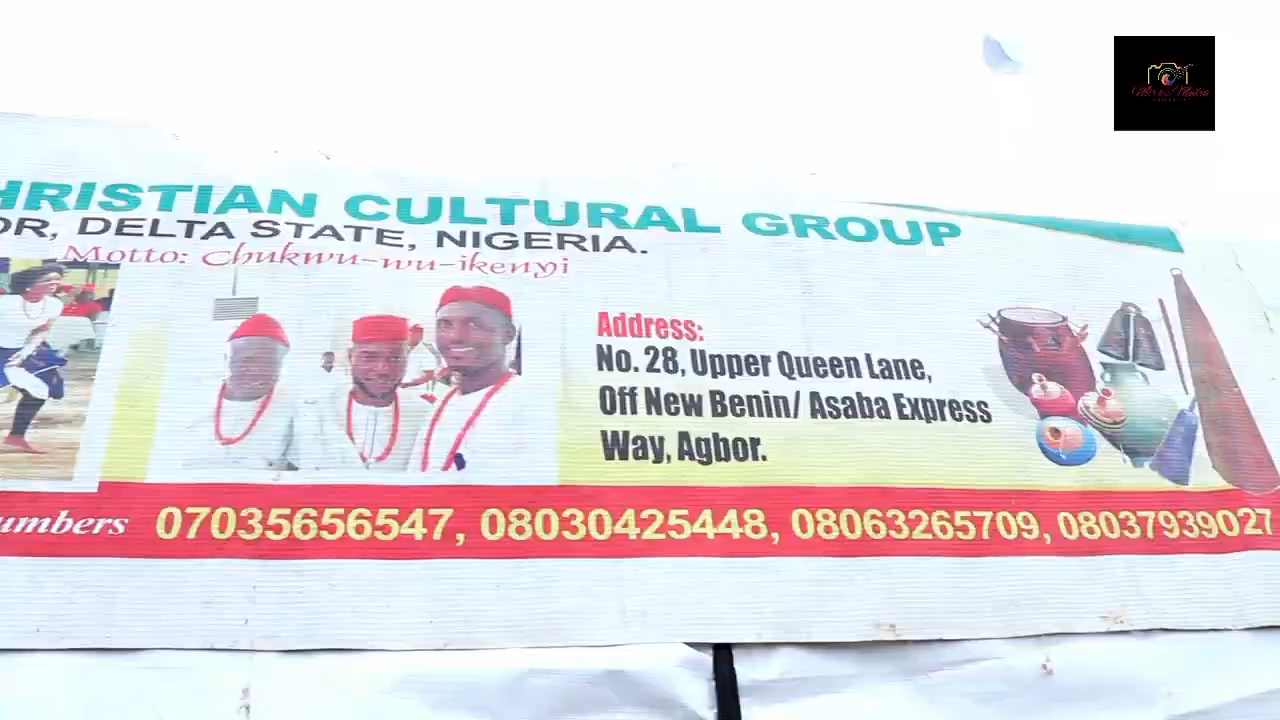 HRISTIAN CULTURAL GROUP
OR, DELTA STATE, NIGERIA.
Motto: Chukwu-wu-ikenyi
Address:
No. 28, Upper Queen Lane,
Off New Benin/ Asaba Express
Way, Agbor.
umbers 07035656547, 08030425448, 08063265709, 08037939027